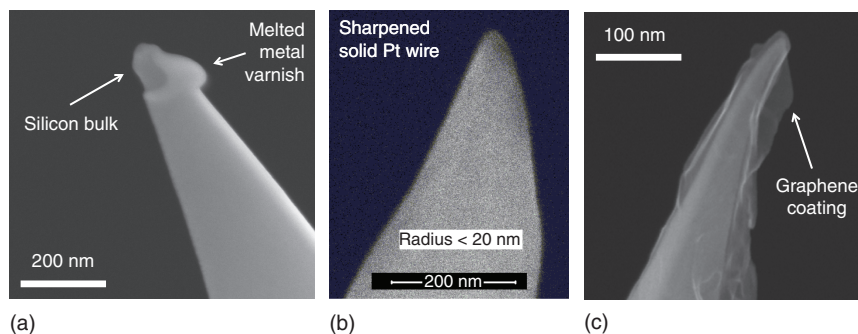 Melted
metal
varnish
Silicon bulk
200 nm
(a)
Sharpened
solid Pt wire
Radius < 20 nm
200 nm
(b)
100 nm
Graphene
coating
(c)